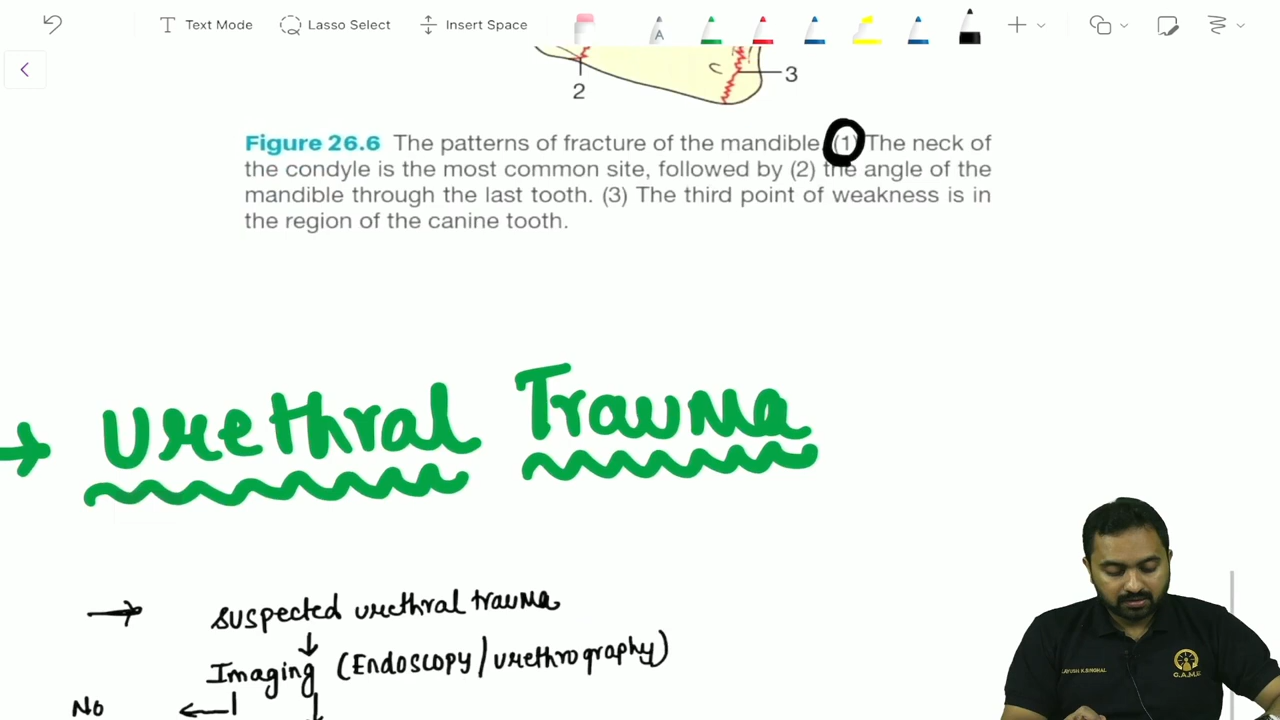 Text Mode
Lasso Select
Insert Space
A
2
3
Figure 26.6 The patterns of fracture of the mandible. (1) The neck of
the condyle is the most common site, followed by (2) the angle of the
mandible through the last tooth. (3) The third point of weakness is in
the region of the canine tooth.
Urethral Trauma
suspected urethral trauma
Imaging (Endoscopy/urethrography)
No
G.A.M.E